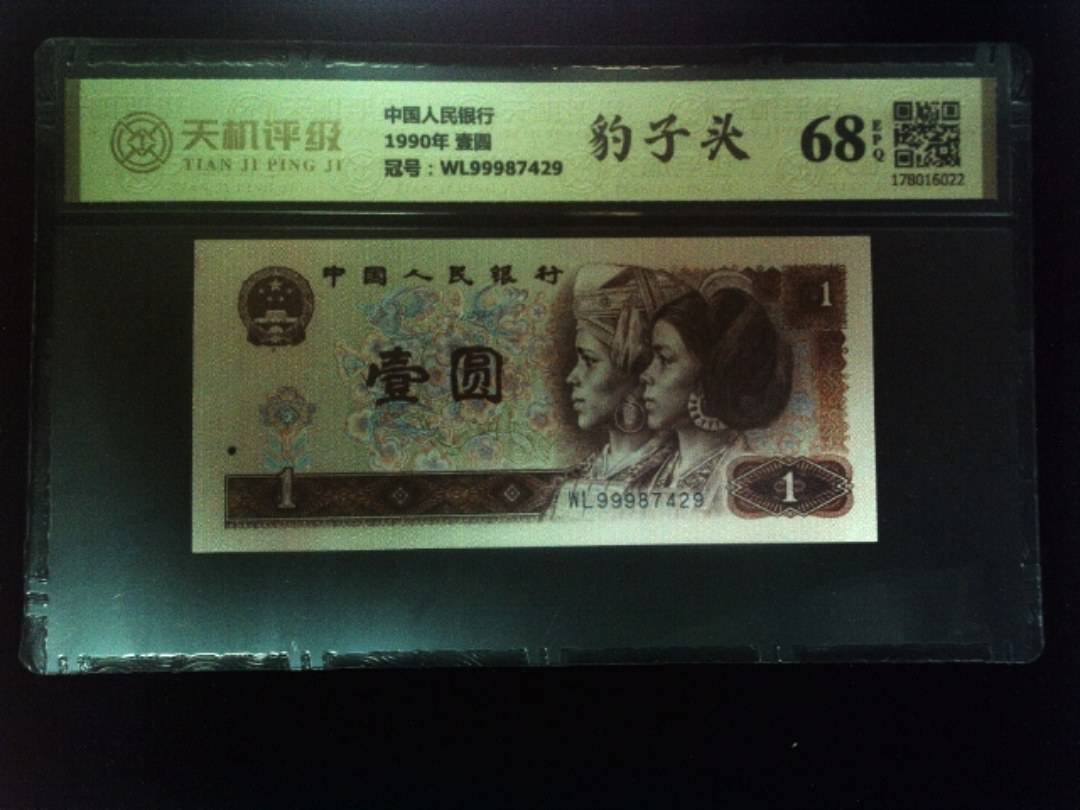 天机评级
TIAN JI PING JI
中国人民银行
1990年 壹圆
冠号：WL99987429
豹子头
68
EPQ
178016022
中国人民银行
1
壹圆
1
WL99987429
1